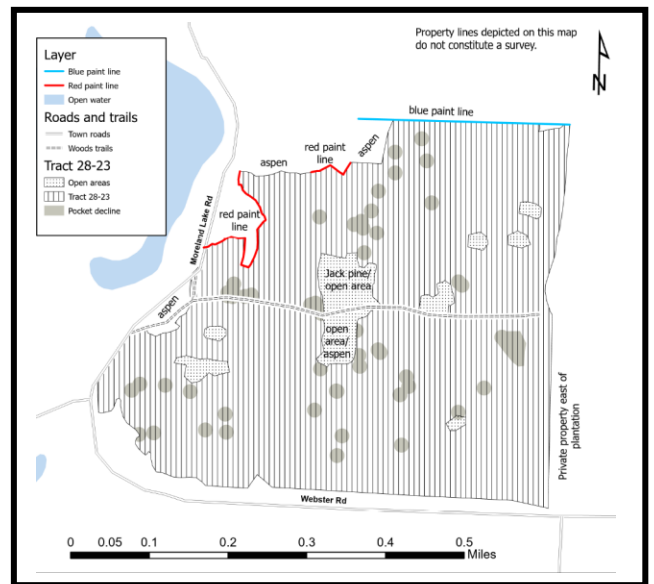 Property lines depicted on this map
do not constitute a survey.
N
Layer
Blue paint line
Red paint line
Open water
Roads and trails
Town roads
Woods trails
Tract 28-23
Open areas
Tract 28-23
Pocket decline
blue paint line
red paint
line
aspen
aspen
red paint
line
Moreland Lake Rd
Jack pine/
open area
aspen
open
area/
aspen
Private property east of
plantation
Webster Rd
0 0.05 0.1 0.2 0.3 0.4 0.5
Miles